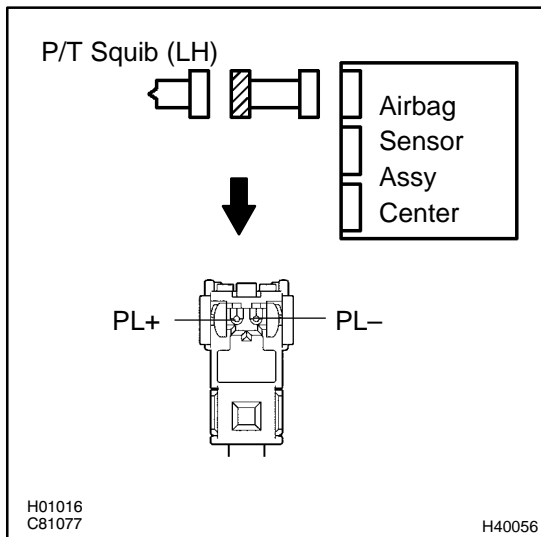 P/T Squib (LH)
Airbag
Sensor
Assy
Center
PL+
PL–
H01016
C81077
H40056